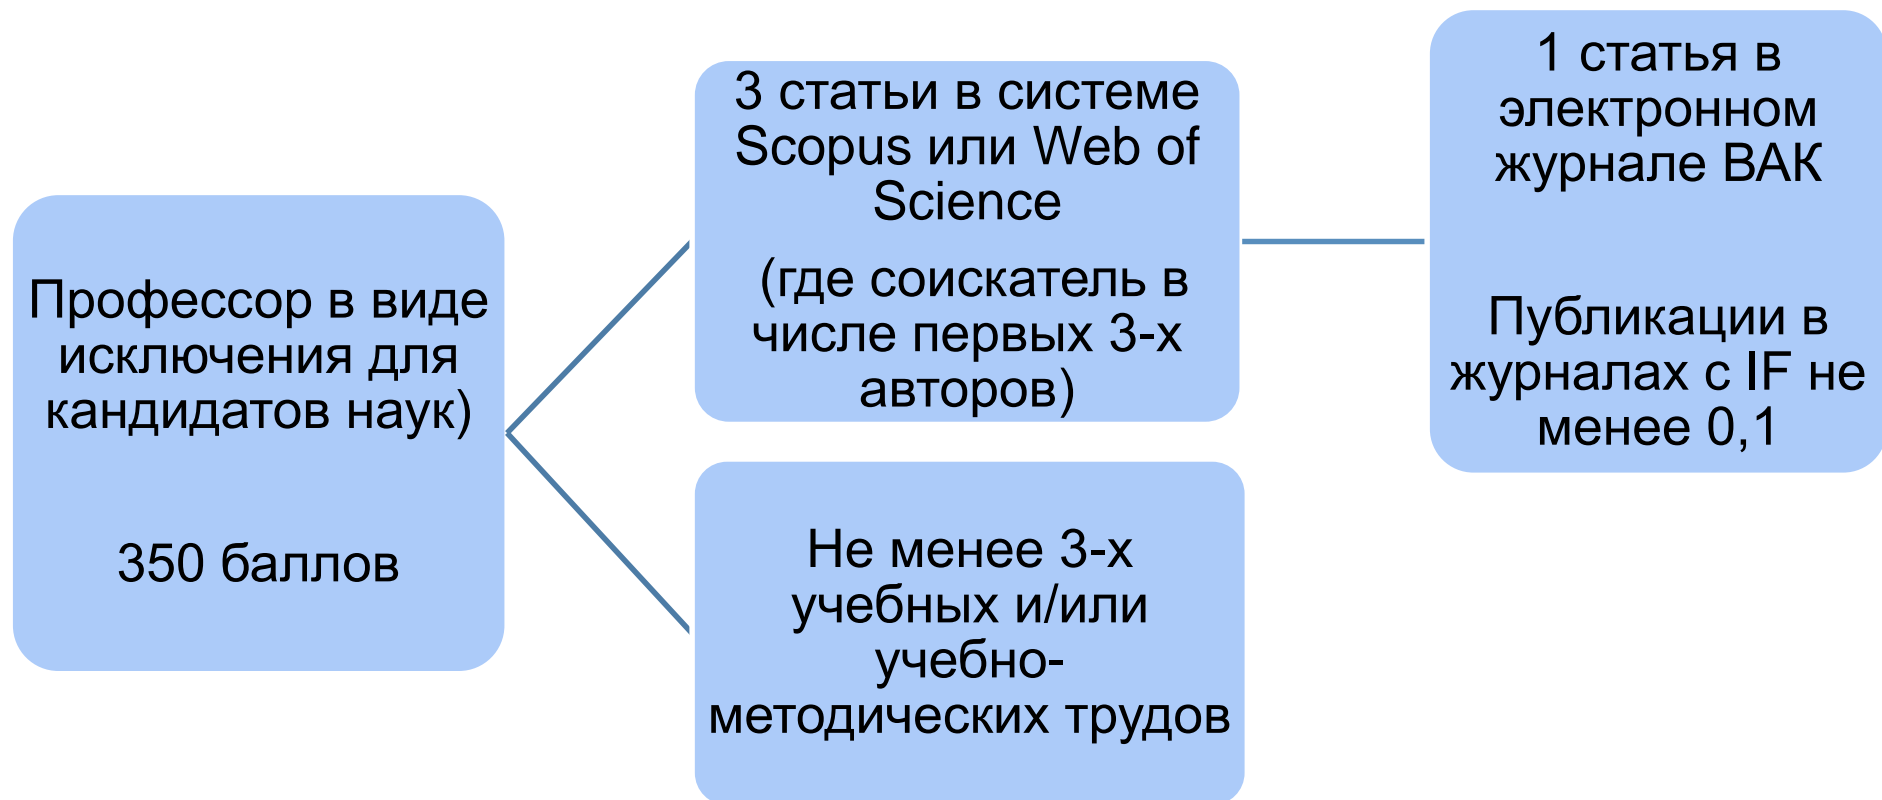 Профессор в виде
исключения для
кандидатов наук)
350 баллов
3 статьи в системе
Scopus или Web of
Science
(где соискатель в
числе первых 3-х
авторов)
Не менее 3-х
учебных и/или
учебно-
методических трудов
1 статья в
электронном
журнале ВАК
Публикации в
журналах с IF не
менее 0,1